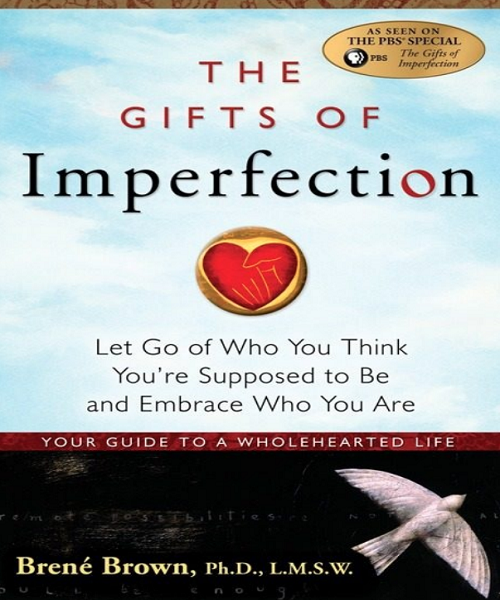 AS SEEN ON
THE PBS® SPECIAL
PBS The Gifts of
Imperfection
THE
GIFTS OF
Imperfection
Let Go of Who You Think
You're Supposed to Be
and Embrace Who You Are
YOUR GUIDE TO A WHOLEHEARTED LIFE
possibilities
Brené Brown, Ph.D., L.M.S.W.
enough